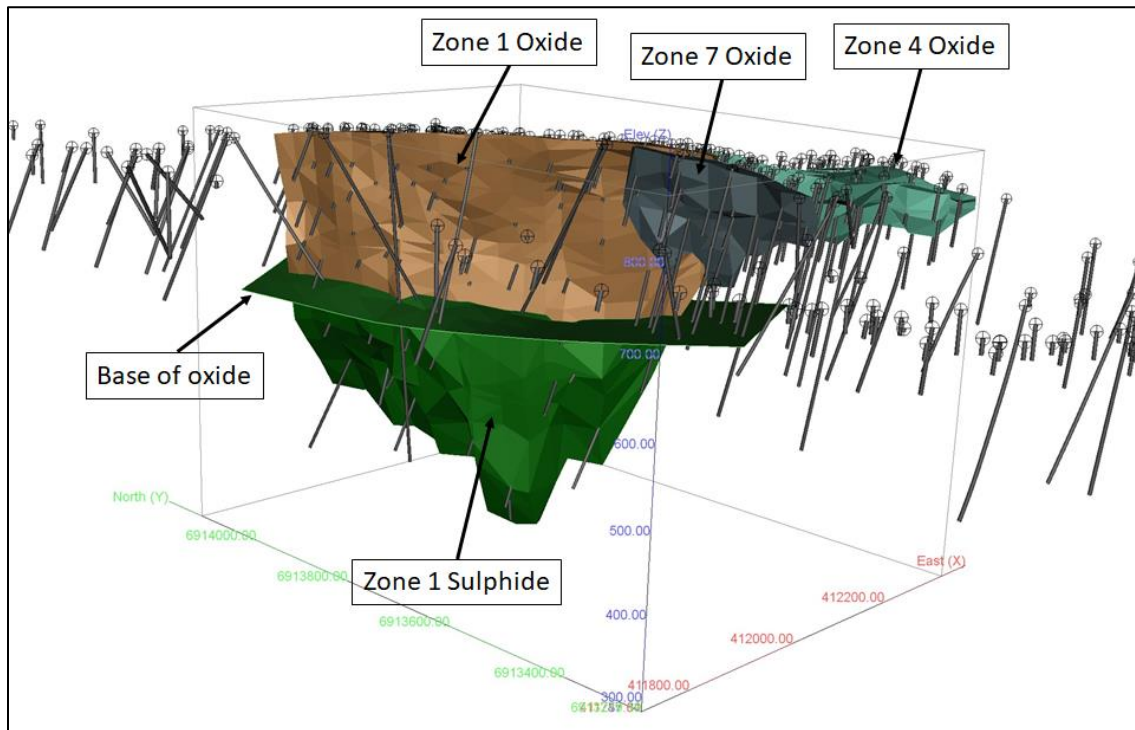 Zone 1 Oxide
Zone 7 Oxide
Zone 4 Oxide
Elev (Z)
800.00
Base of oxide
700.00
600.00
North (Y)
500.00
6914000.00
Zone 1 Sulphide
East (X)
6913800.00
412200.00
400.00
6913600.00
412000.00
6913400.00
411800.00
300.00